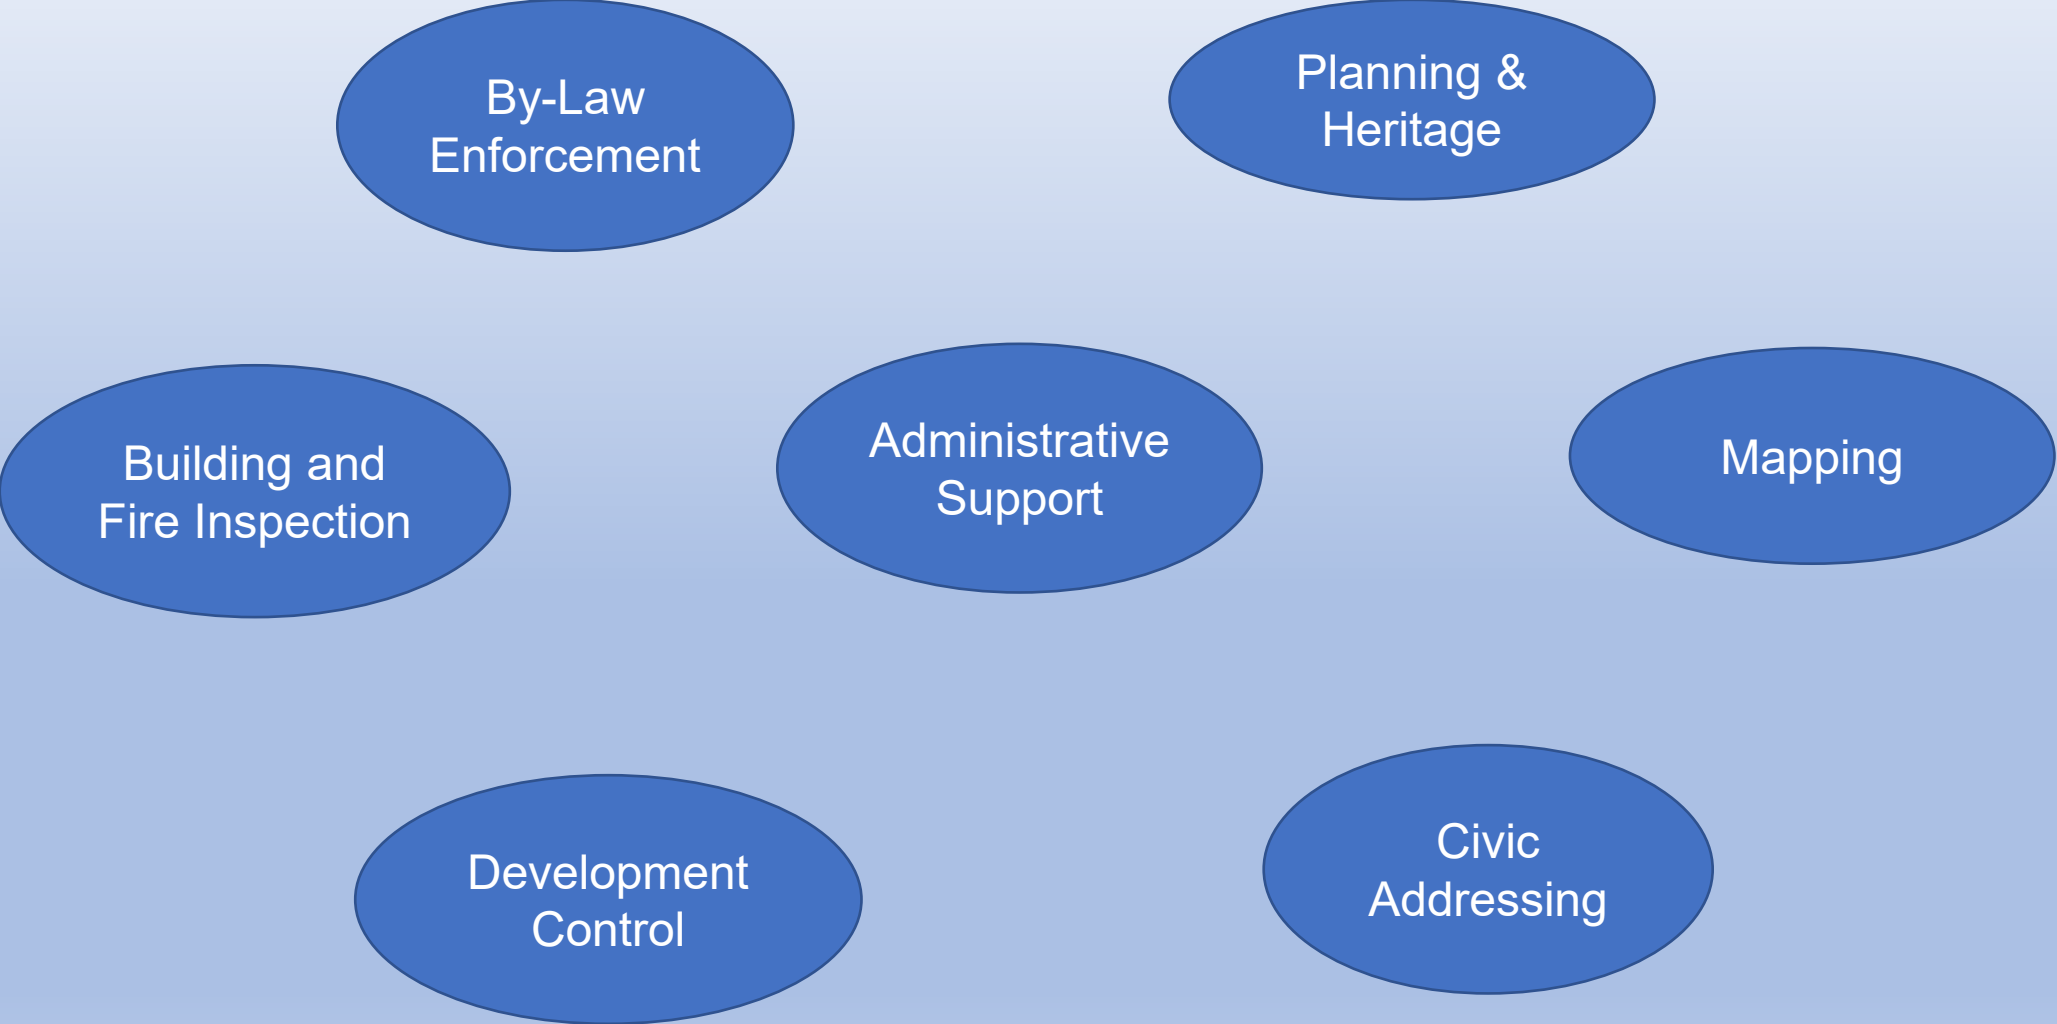 By-Law
Enforcement
Planning &
Heritage
Building and
Fire Inspection
Administrative
Support
Mapping
Development
Control
Civic
Addressing